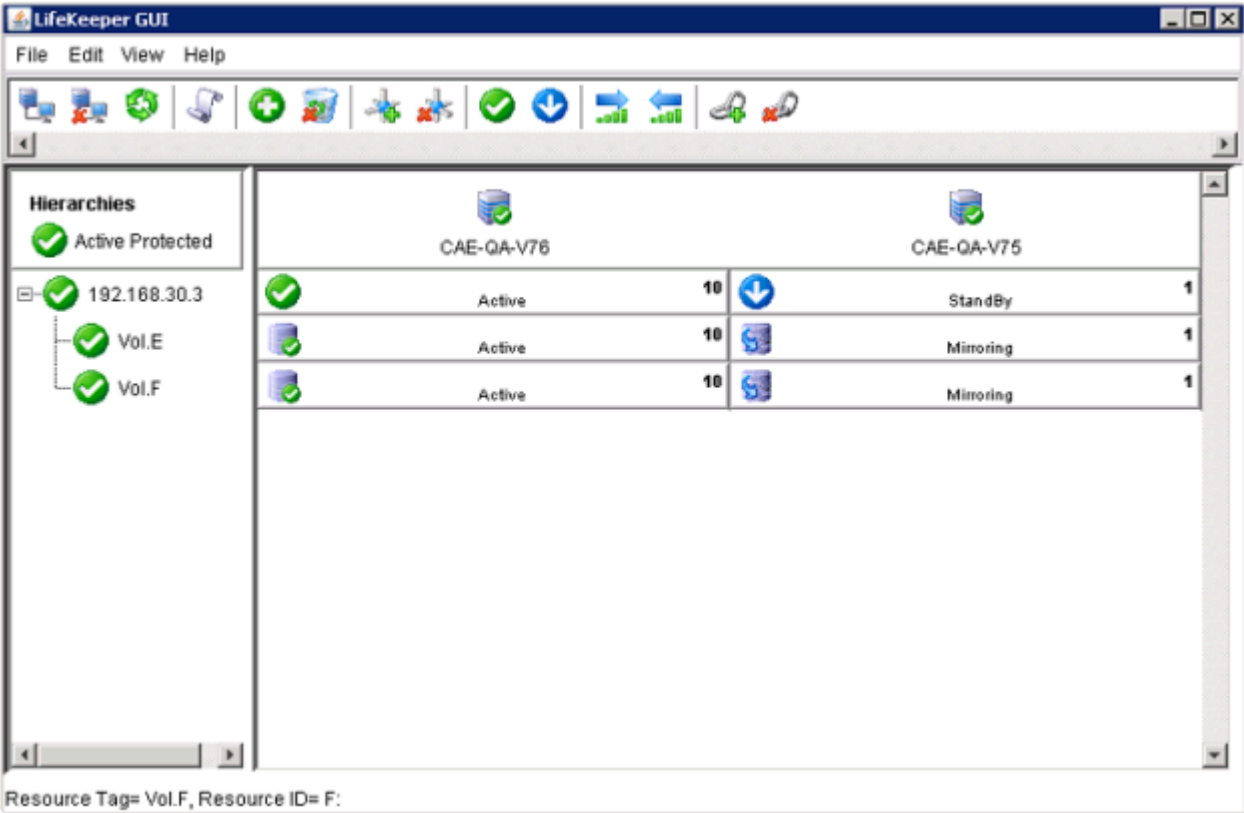 LifeKeeper GUI
File Edit View Help
Hierarchies
Active Protected
CAE-QA-V76 CAE-QA-V75
192.168.30.3 Active 10 StandBy 1
Vol.E Active 10 Mirroring 1
Vol.F Active 10 Mirroring 1
Resource Tag= Vol.F, Resource ID= F: